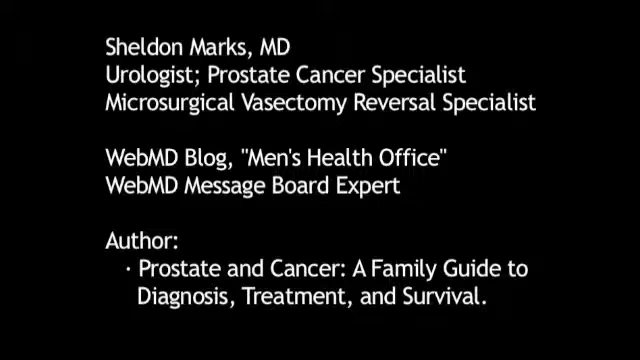 Sheldon Marks, MD
Urologist; Prostate Cancer Specialist
Microsurgical Vasectomy Reversal Specialist
WebMD Blog, "Men's Health Office"
WebMD Message Board Expert
Author:
· Prostate and Cancer: A Family Guide to
Diagnosis, Treatment, and Survival.